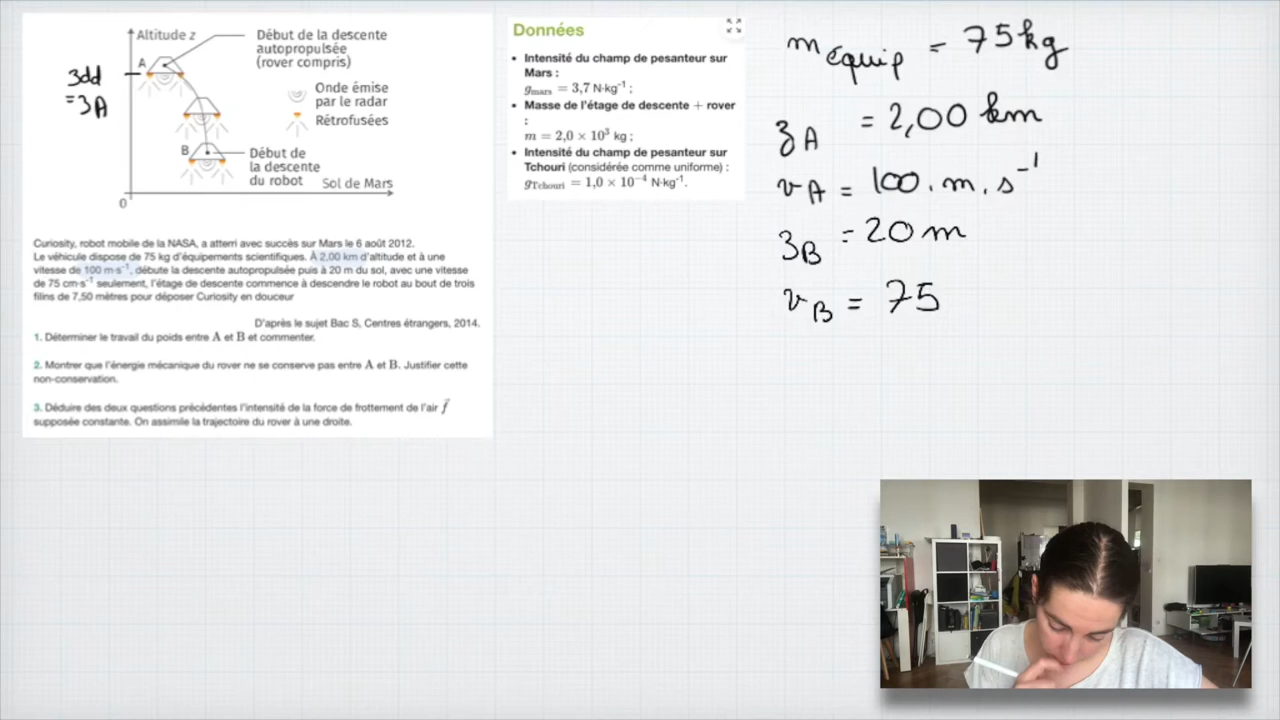 Altitude z
A
Début de la descente
autopropulsée
(rover compris)
3dd
= 3A
Onde émise
par le radar
Rétrofusées
B
Début de
la descente
du robot
Sol de Mars
0
Curiosity, robot mobile de la NASA, a atterri avec succès sur Mars le 6 août 2012.
Le véhicule dispose de 75 kg d'équipements scientifiques. À 2,00 km d'altitude et à une
vitesse de 100 m·s⁻¹, débute la descente autopropulsée puis à 20 m du sol, avec une vitesse
de 75 cm·s⁻¹ seulement, l'étage de descente commence à descendre le robot au bout de trois
filins de 7,50 mètres pour déposer Curiosity en douceur
D'après le sujet Bac S, Centres étrangers, 2014.
1. Déterminer le travail du poids entre A et B et commenter.
2. Montrer que l'énergie mécanique du rover ne se conserve pas entre A et B. Justifier cette
non-conservation.
3. Déduire des deux questions précédentes l'intensité de la force de frottement de l'air f⃗
supposée constante. On assimile la trajectoire du rover à une droite.
Données
• Intensité du champ de pesanteur sur
Mars :
gmars = 3,7 N·kg⁻¹ ;
• Masse de l'étage de descente + rover
:
m = 2,0 × 10³ kg ;
• Intensité du champ de pesanteur sur
Tchouri (considérée comme uniforme) :
gTchouri = 1,0 × 10⁻⁴ N·kg⁻¹.
m équip = 75 kg
zA = 2,00 km
vA = 100 . m . s⁻¹
zB = 20 m
vB = 75